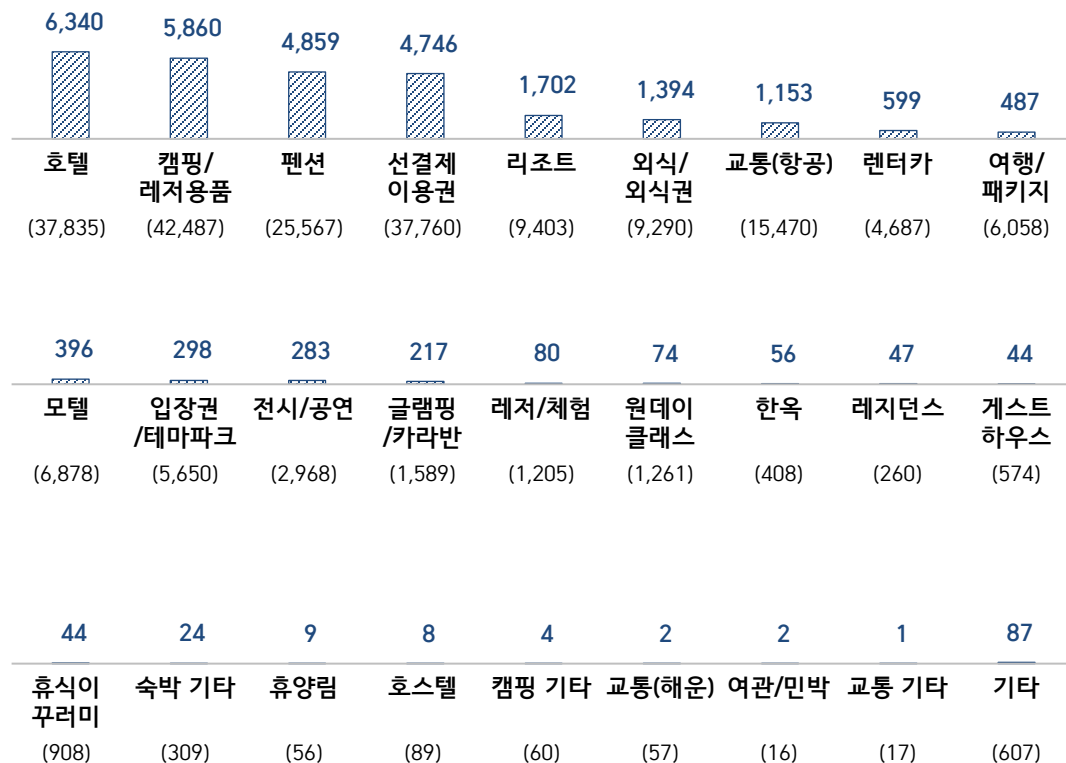 6,340 5,860 4,859 4,746 1,702 1,394 1,153 599 487
호텔 캠핑/ 펜션 선결제 리조트 외식/ 교통(항공) 렌터카 여행/
레저용품 이용권 외식권 패키지
(37,835) (42,487) (25,567) (37,760) (9,403) (9,290) (15,470) (4,687) (6,058)
396 298 283 217 80 74 56 47 44
모텔 입장권 전시/공연 글램핑 레저/체험 원데이 한옥 레지던스 게스트
/테마파크 /카라반 클래스 하우스
(6,878) (5,650) (2,968) (1,589) (1,205) (1,261) (408) (260) (574)
44 24 9 8 4 2 2 1 87
휴식이 숙박 기타 휴양림 호스텔 캠핑 기타 교통(해운) 여관/민박 교통 기타 기타
꾸러미
(908) (309) (56) (89) (60) (57) (16) (17) (607)